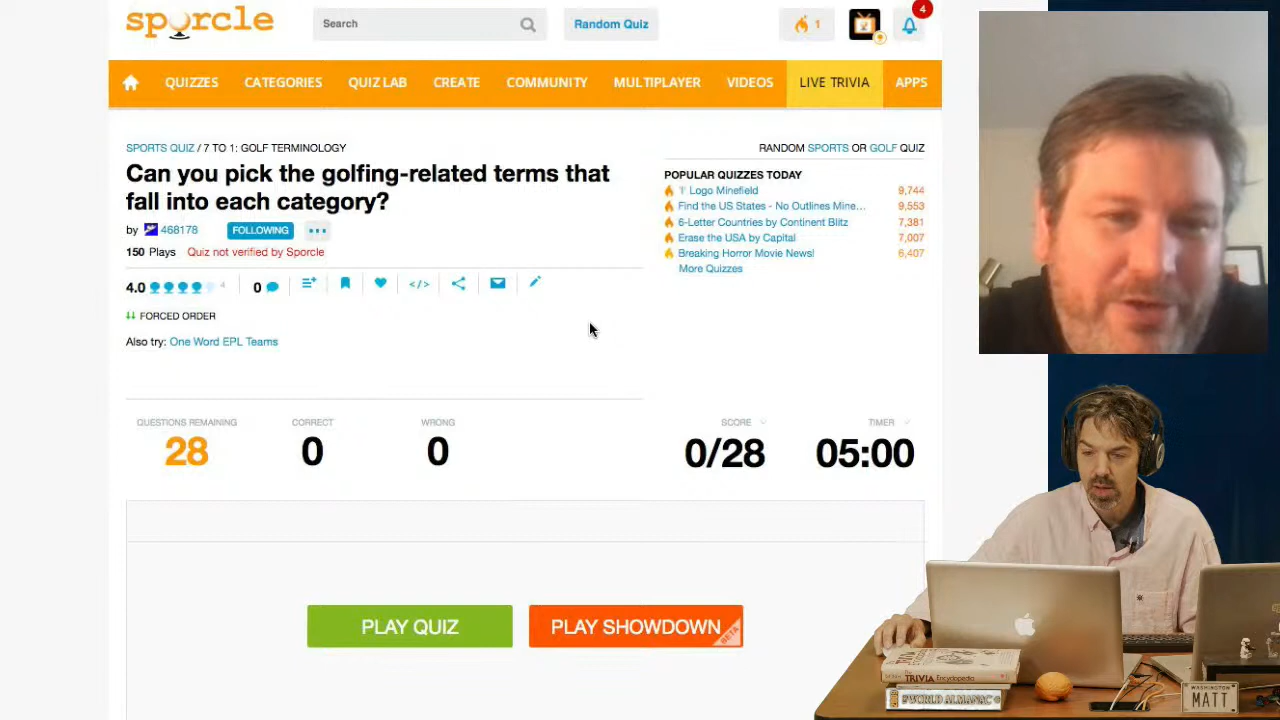 sporcle
Search
Random Quiz
1
4
QUIZZES
CATEGORIES
QUIZ LAB
CREATE
COMMUNITY
MULTIPLAYER
VIDEOS
LIVE TRIVIA
APPS
SPORTS QUIZ / 7 TO 1: GOLF TERMINOLOGY
Can you pick the golfing-related terms that
fall into each category?
by 468178 FOLLOWING
150 Plays Quiz not verified by Sporcle
4.0 4 0 </>
FORCED ORDER
Also try: One Word EPL Teams
RANDOM SPORTS OR GOLF QUIZ
POPULAR QUIZZES TODAY
'T' Logo Minefield 9,744
Find the US States - No Outlines Mine... 9,553
6-Letter Countries by Continent Blitz 7,381
Erase the USA by Capital 7,007
Breaking Horror Movie News! 6,407
More Quizzes
QUESTIONS REMAINING
28
CORRECT
0
WRONG
0
SCORE
0/28
TIMER
05:00
PLAY QUIZ
PLAY SHOWDOWN
BETA
TRIVIA Encyclopedia
WORLD ALMANAC
WASHINGTON
MATT